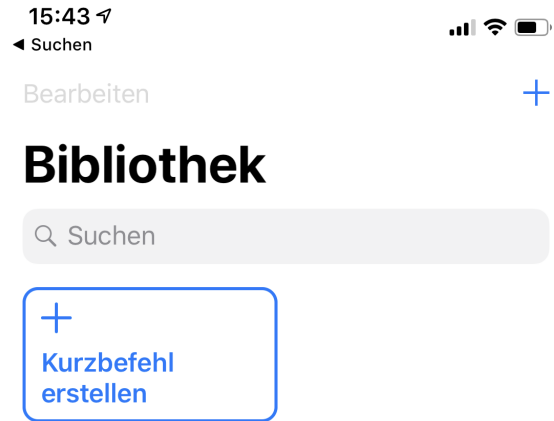 15:43
◀ Suchen
Bearbeiten
Bibliothek
Suchen
Kurzbefehl
erstellen